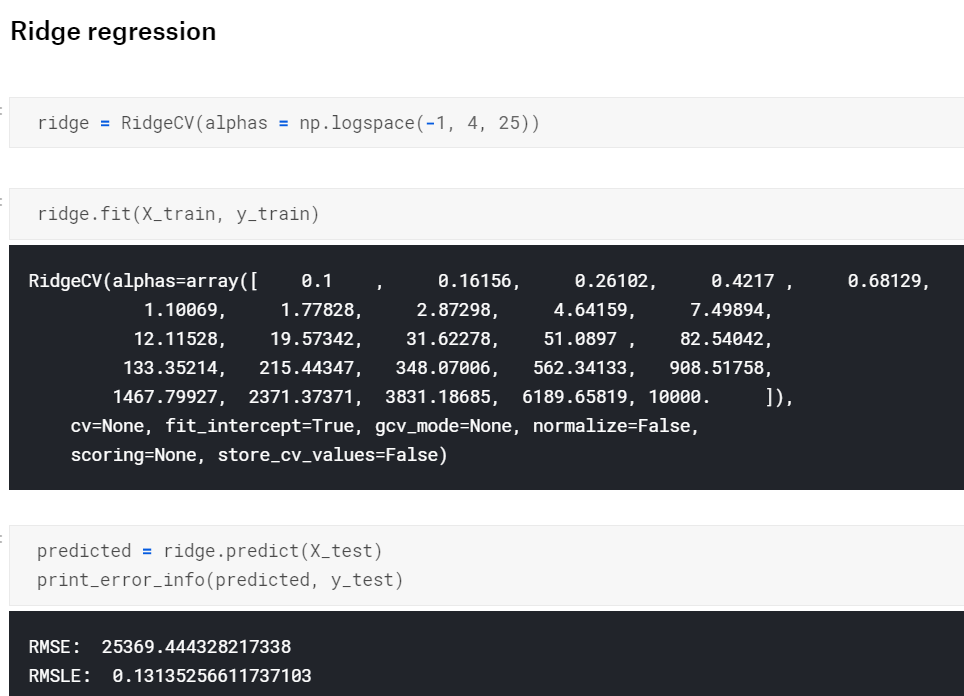 Ridge regression
ridge = RidgeCV(alphas = np.logspace(-1, 4, 25))
ridge.fit(X_train, y_train)
RidgeCV(alphas=array([    0.1    ,     0.16156,     0.26102,     0.4217 ,     0.68129,
           1.10069,     1.77828,     2.87298,     4.64159,     7.49894,
          12.11528,    19.57342,    31.62278,    51.0897 ,    82.54042,
         133.35214,   215.44347,   348.07006,   562.34133,   908.51758,
        1467.79927,  2371.37371,  3831.18685,  6189.65819, 10000.     ]),
    cv=None, fit_intercept=True, gcv_mode=None, normalize=False,
    scoring=None, store_cv_values=False)
predicted = ridge.predict(X_test)
print_error_info(predicted, y_test)
RMSE:  25369.444328217338
RMSLE:  0.13135256611737103